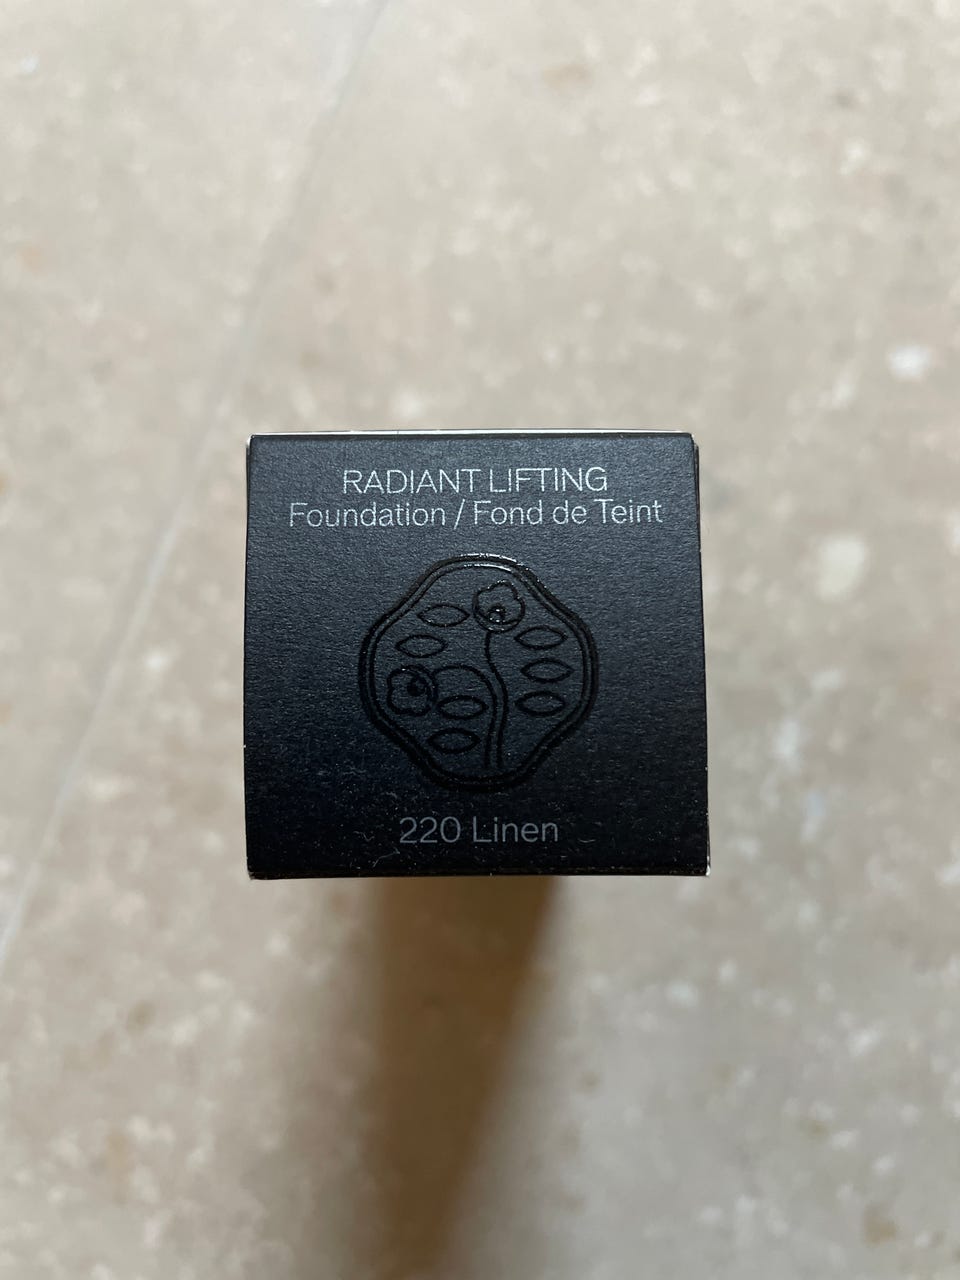 RADIANT LIFTING
Foundation / Fond de Teint
220 Linen